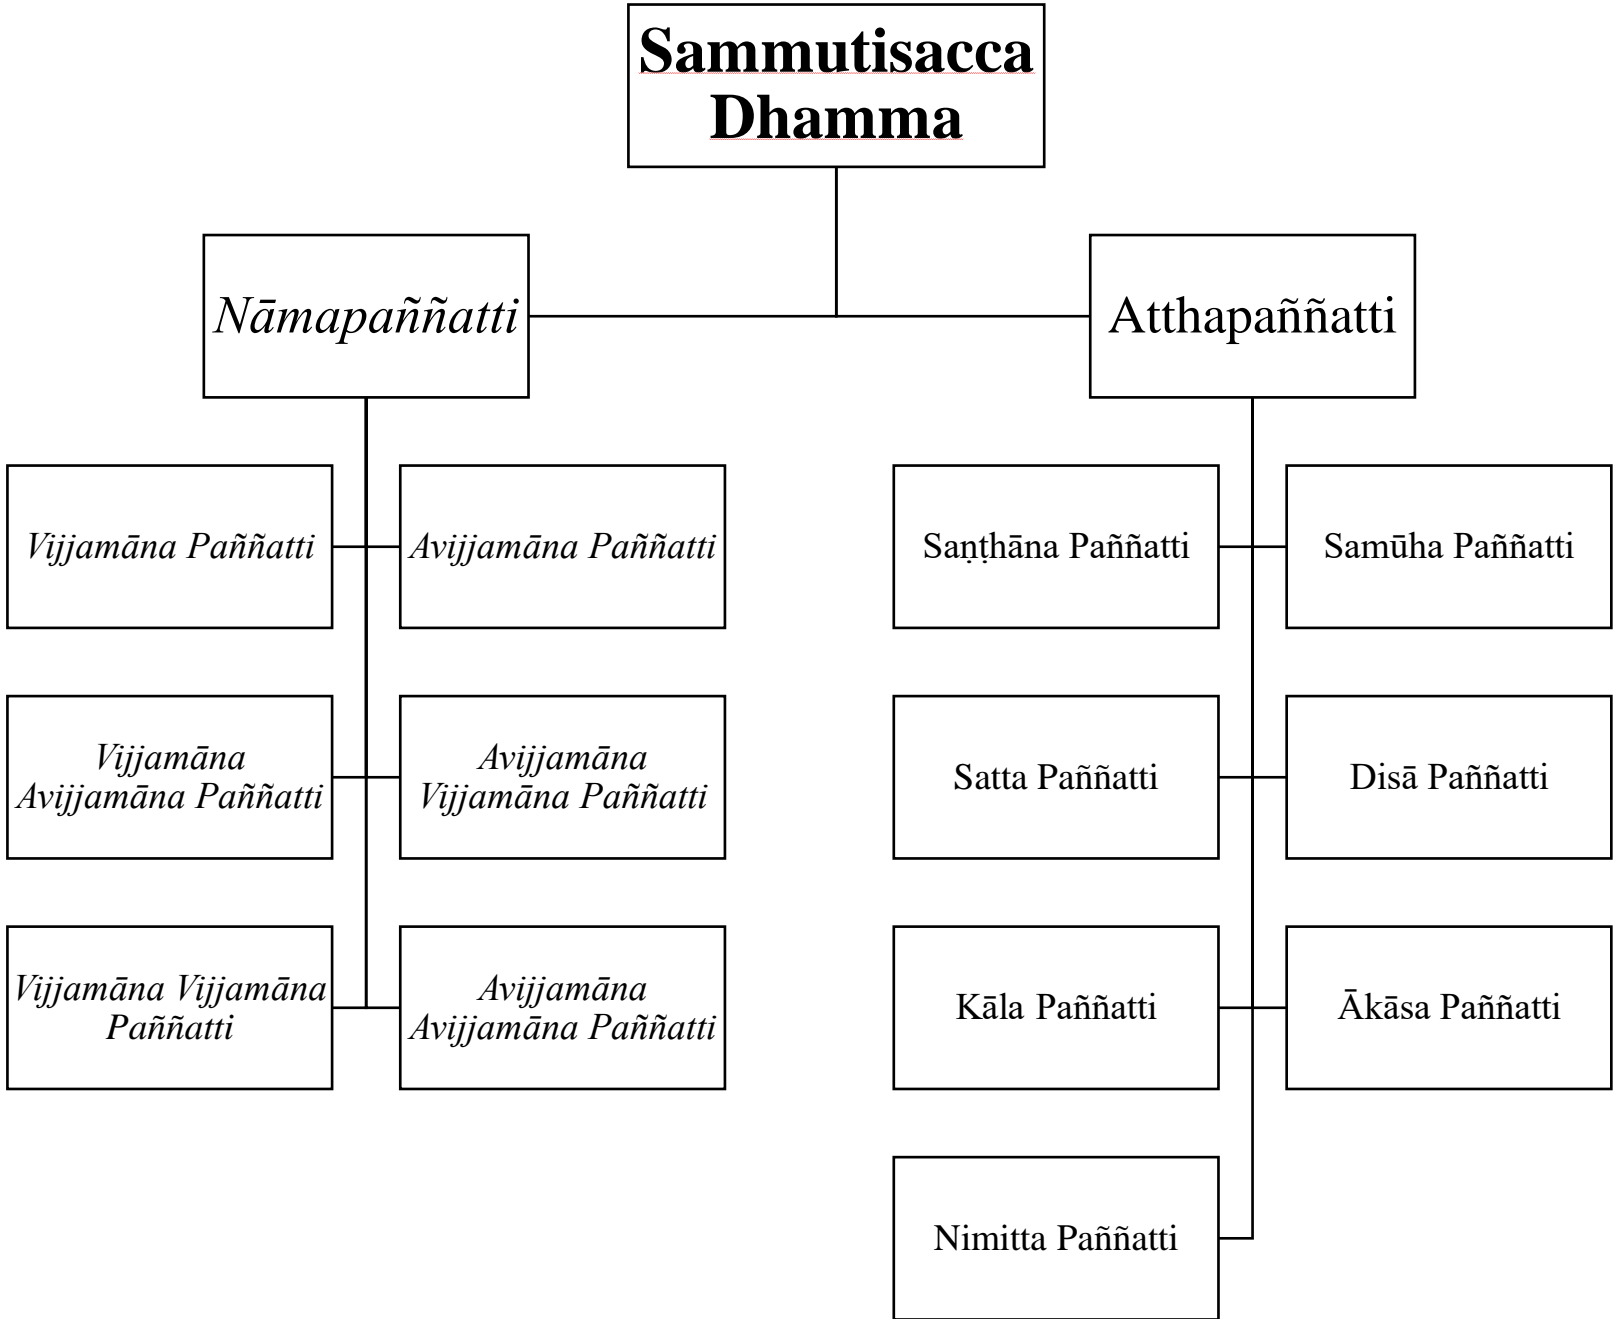 Sammutisacca
Dhamma
Nāmapaññatti
Atthapaññatti
Vijjamāna Paññatti
Avijjamāna Paññatti
Saṇṭhāna Paññatti
Samūha Paññatti
Vijjamāna
Avijjamāna Paññatti
Avijjamāna
Vijjamāna Paññatti
Satta Paññatti
Disā Paññatti
Vijjamāna Vijjamāna
Paññatti
Avijjamāna
Avijjamāna Paññatti
Kāla Paññatti
Ākāsa Paññatti
Nimitta Paññatti